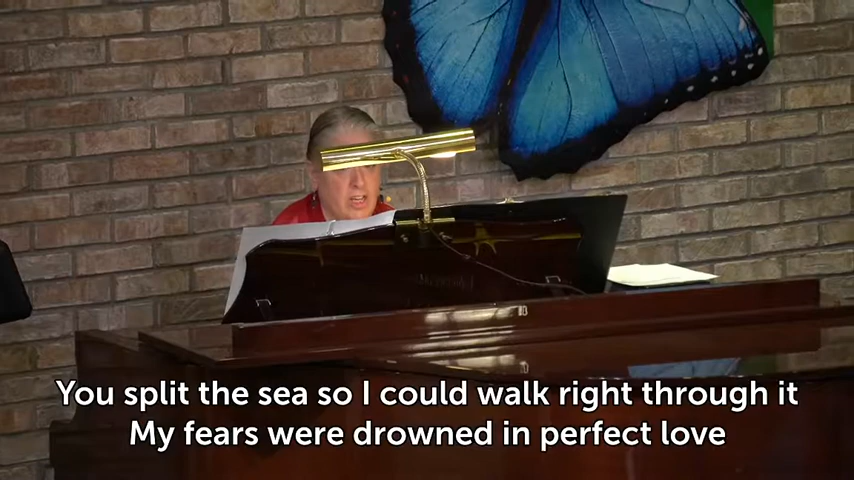 You split the sea so I could walk right through it
My fears were drowned in perfect love